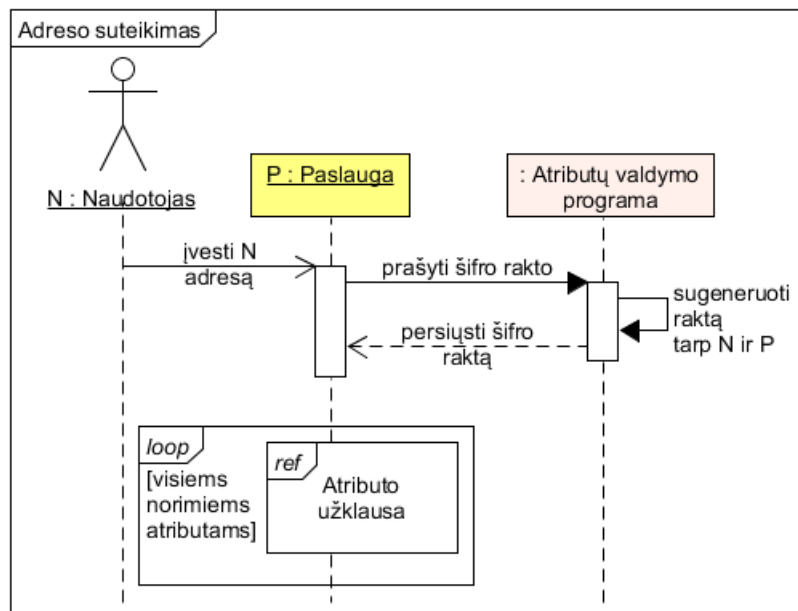 Adreso suteikimas
N : Naudotojas
P : Paslauga
: Atributų valdymo
programa
įvesti N
adresą
prašyti šifro rakto
sugeneruoti
raktą
tarp N ir P
persiųsti šifro
raktą
loop
[visiems
norimiems
atributams]
ref
Atributo
užklausa